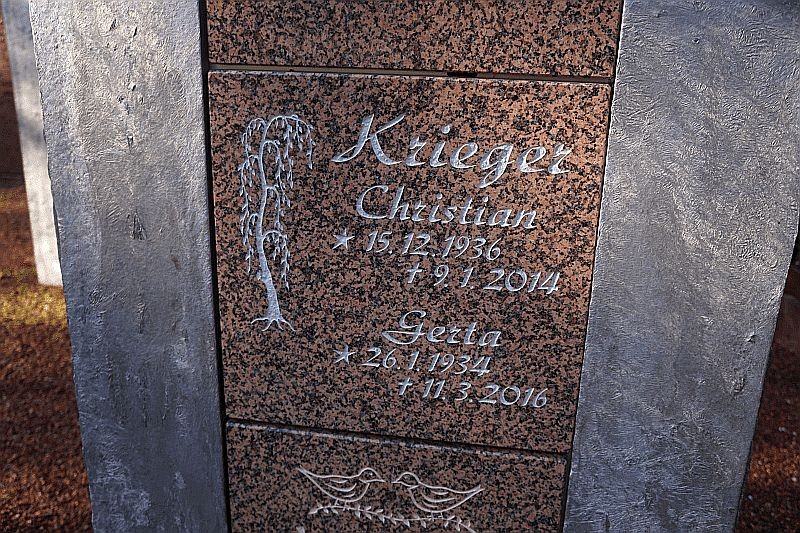 Krieger
Christian
* 15.12.1936
† 9.1.2014
Gerta
* 26.1.1934
† 11.3.2016